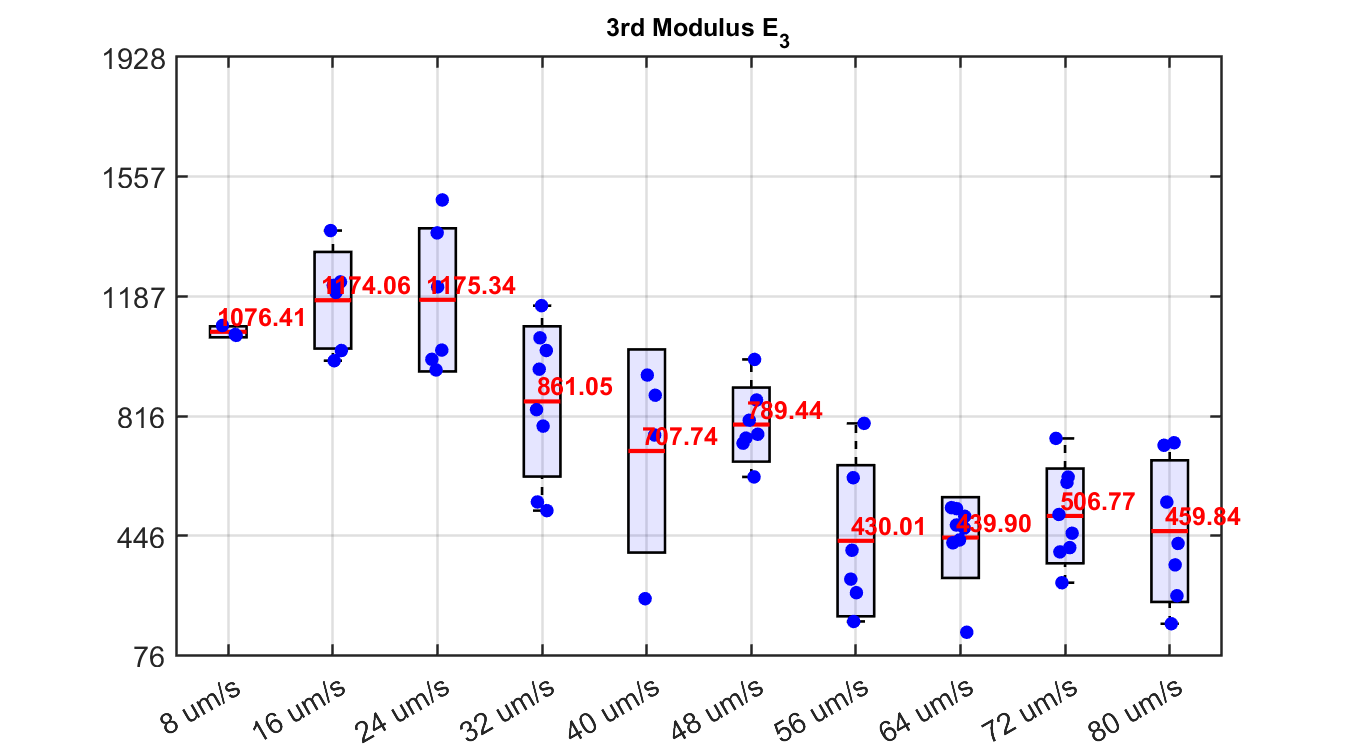 3rd Modulus E3
1928
1557
1187
816
446
76
1076.41
1174.06
1175.34
861.05
707.74
789.44
430.01
439.90
506.77
459.84
8 um/s
16 um/s
24 um/s
32 um/s
40 um/s
48 um/s
56 um/s
64 um/s
72 um/s
80 um/s